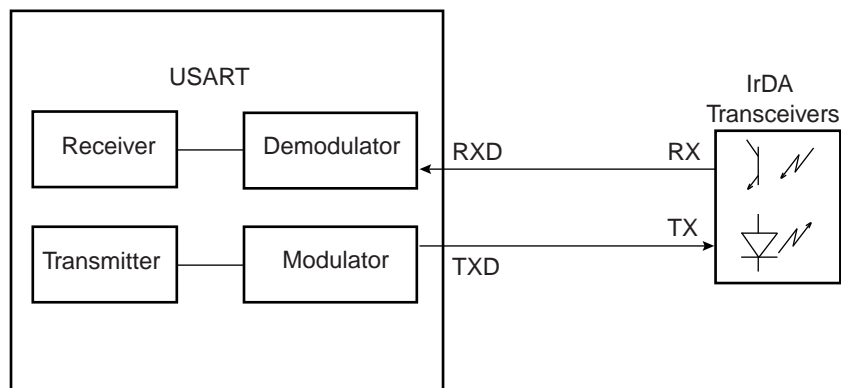 USART
IrDA
Transceivers
Receiver
Demodulator
RXD
RX
Transmitter
Modulator
TX
TXD